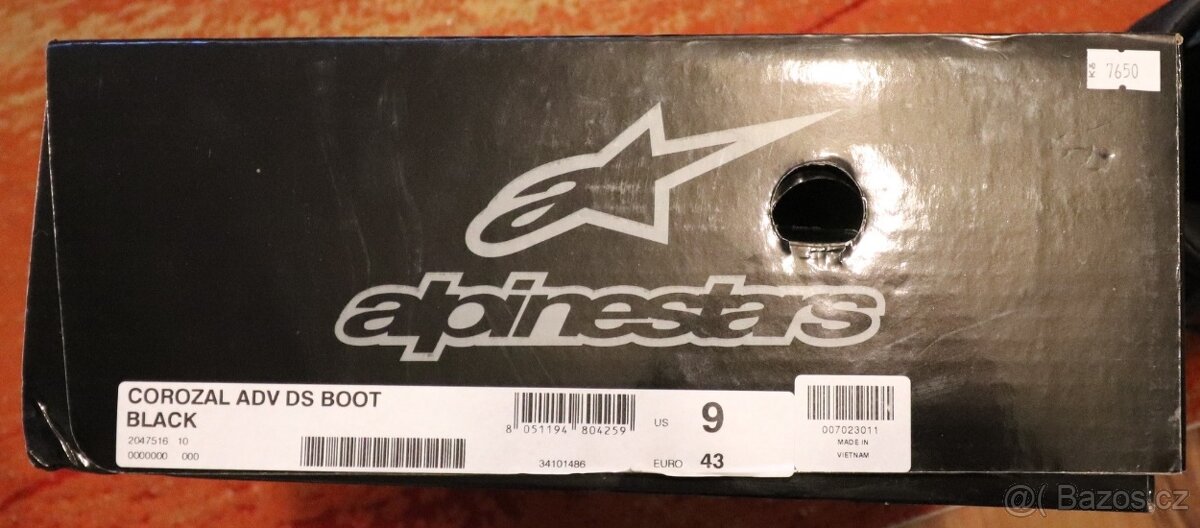 Kč 7650
alpinestars
COROZAL ADV DS BOOT
BLACK
2047516 10
0000000 000
8 051194 804259
34101486
US 9
EURO 43
007023011
MADE IN
VIETNAM
@( Bazos.cz